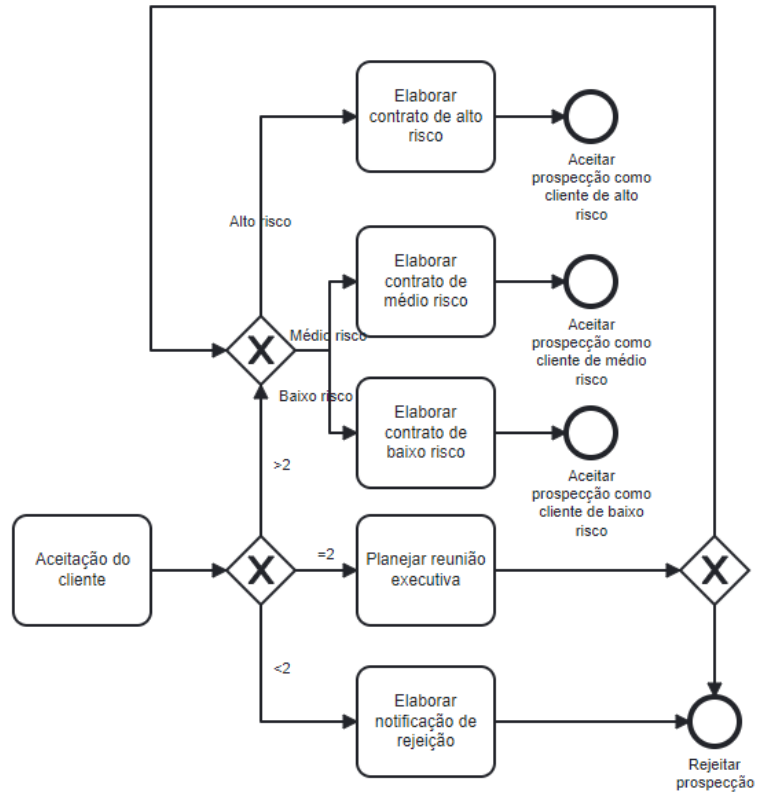 Elaborar
contrato de alto
risco
Aceitar
prospecção como
cliente de alto
risco
Alto risco
Elaborar
contrato de
médio risco
Aceitar
prospecção como
cliente de médio
risco
X
Médio risco
Baixo risco
Elaborar
contrato de
baixo risco
Aceitar
prospecção como
cliente de baixo
risco
>2
Aceitação do
cliente
X
=2
Planejar reunião
executiva
X
<2
Elaborar
notificação de
rejeição
Rejeitar
prospecção